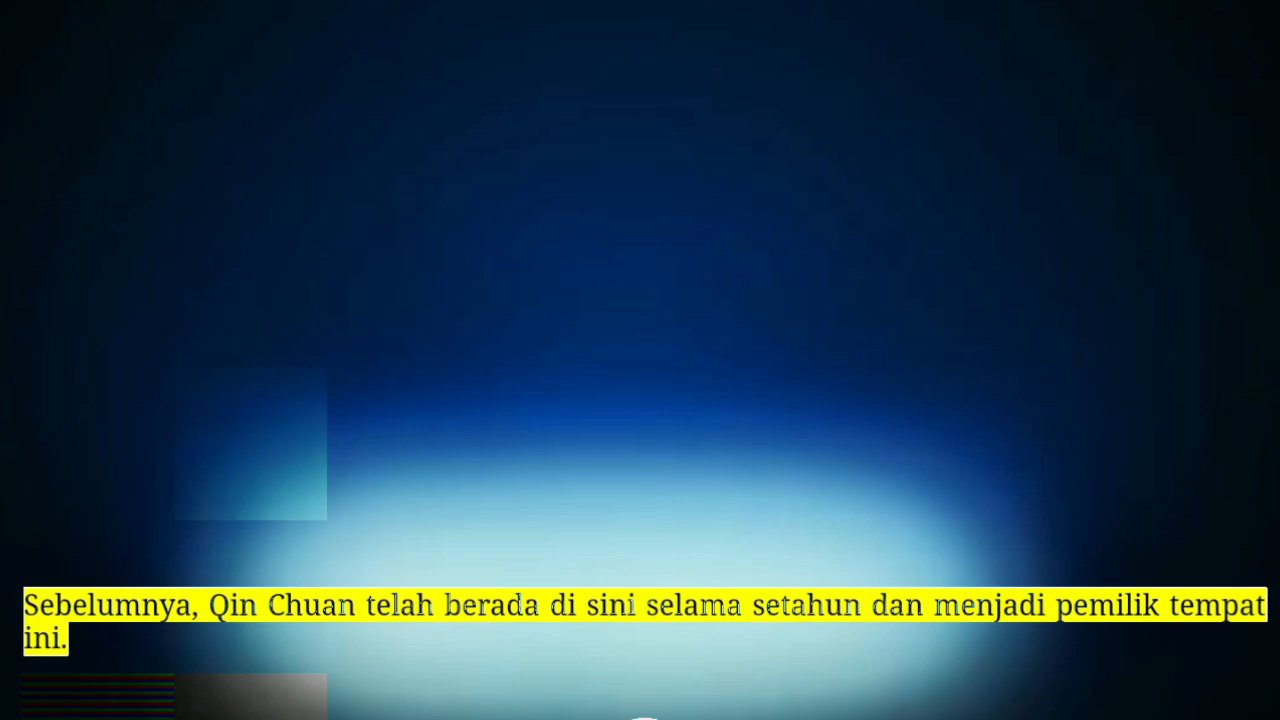 Sebelumnya, Qin Chuan telah berada di sini selama setahun dan menjadi pemilik tempat
ini.